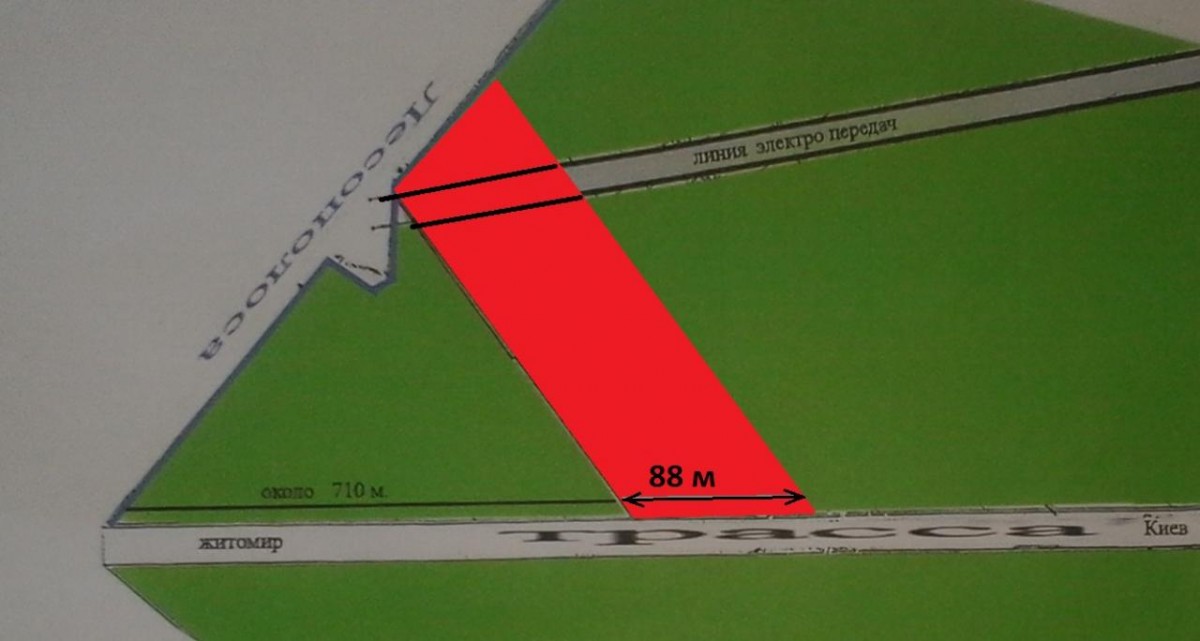 Лесополоса
линия электро передач
88 м
около 710 м.
житомир
трасса
Киев